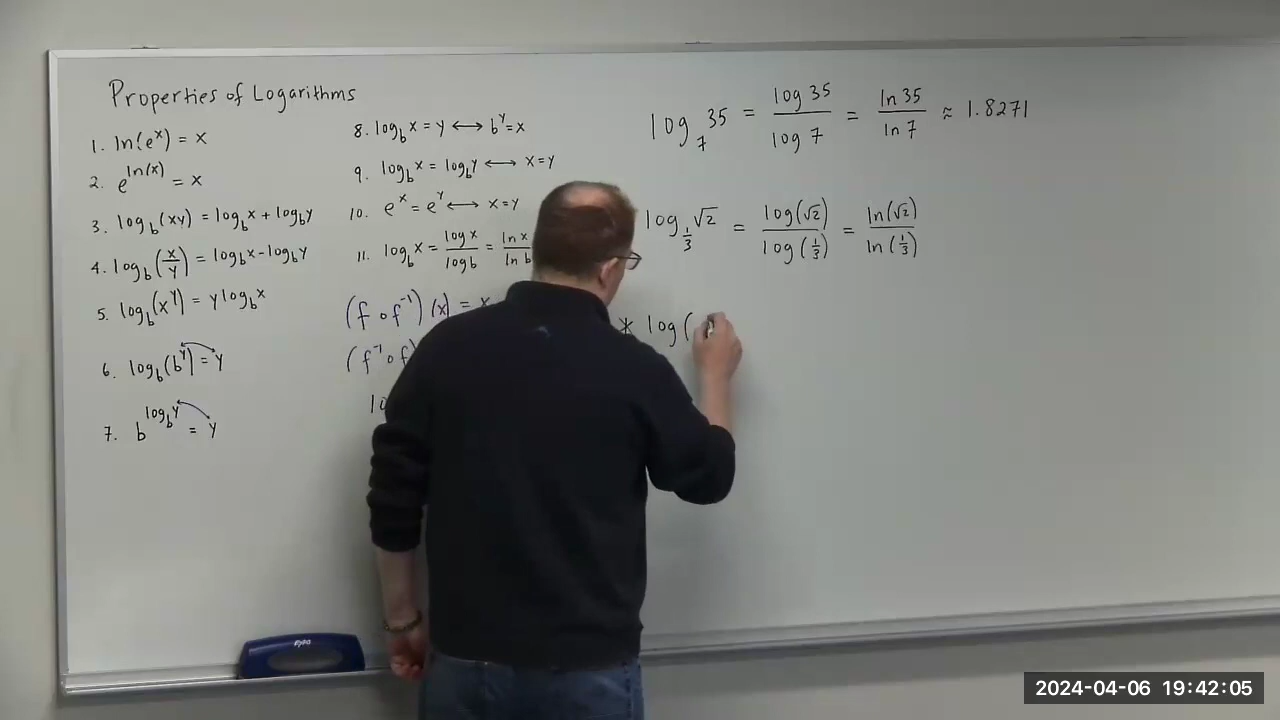 Properties of Logarithms
1. ln(e^x) = x
2. e^ln(x) = x
3. log_b(xy) = log_b x + log_b y
4. log_b(x/y) = log_b x - log_b y
5. log_b(x^y) = y log_b x
6. log_b(b^y) = y
7. b^log_b y = y
8. log_b x = y ⟷ b^y = x
9. log_b x = log_b y ⟷ x = y
10. e^x = e^y ⟷ x = y
11. log_b x = log x / log b = ln x / ln b
(f ∘ f^-1)(x) = x
(f^-1 ∘ f)
log_7 35 = log 35 / log 7 = ln 35 / ln 7 ≈ 1.8271
log_1/3 √2 = log(√2) / log(1/3) = ln(√2) / ln(1/3)
* log(
EXPO
2024-04-06 19:42:05